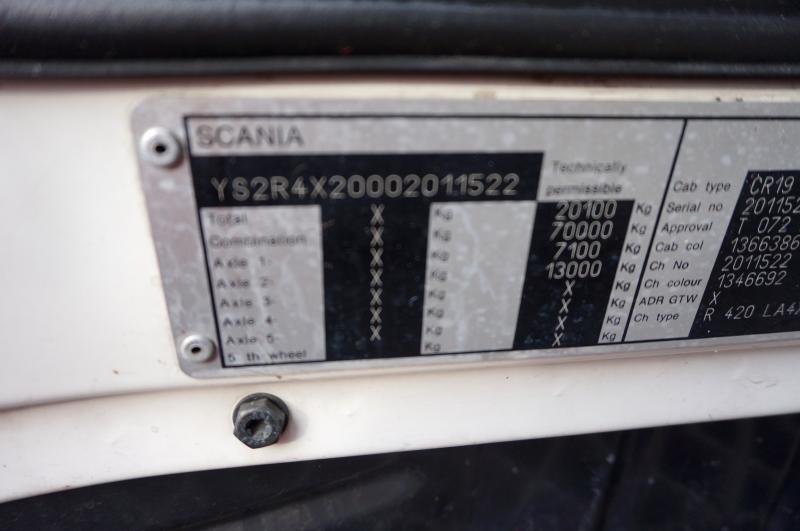 SCANIA
YS2R4X20002011522
Technically
permissible
Total X Kg 20100 Kg
Combination X Kg 70000 Kg
Axle 1- X Kg 7100 Kg
Axle 2- X Kg 13000 Kg
Axle 3- X Kg X Kg
Axle 4- X Kg X Kg
Axle 5- X Kg X Kg
5 th wheel X Kg X Kg
Cab type CR19
Serial no 201152
Approval T 072
Cab col 1366386
Ch No 2011522
Ch colour 1346692
ADR GTW X
Ch type R 420 LA4X